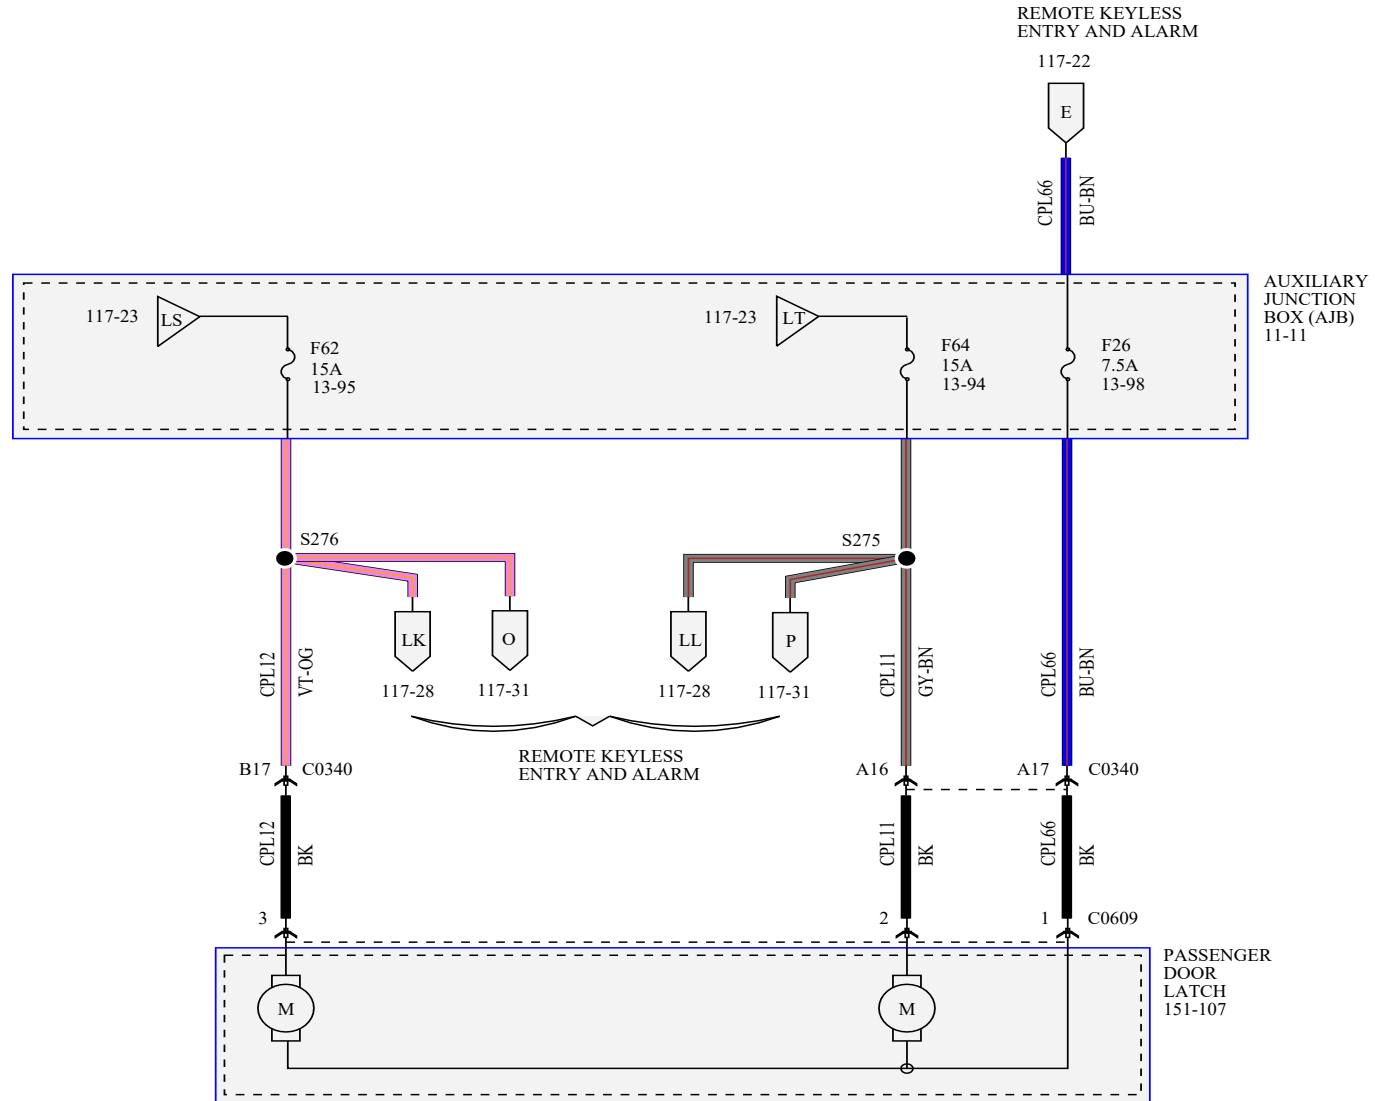 REMOTE KEYLESS
ENTRY AND ALARM
117-22
E
CPL66
BU-BN
AUXILIARY
JUNCTION
BOX (AJB)
11-11
117-23
LS
F62
15A
13-95
117-23
LT
F64
15A
13-94
F26
7.5A
13-98
S276
S275
LK
O
LL
P
117-28
117-31
117-28
117-31
REMOTE KEYLESS
ENTRY AND ALARM
CPL12
VT-OG
CPL11
GY-BN
CPL66
BU-BN
B17
C0340
A16
A17
C0340
CPL12
BK
CPL11
BK
CPL66
BK
3
2
1
C0609
PASSENGER
DOOR
LATCH
151-107
M
M